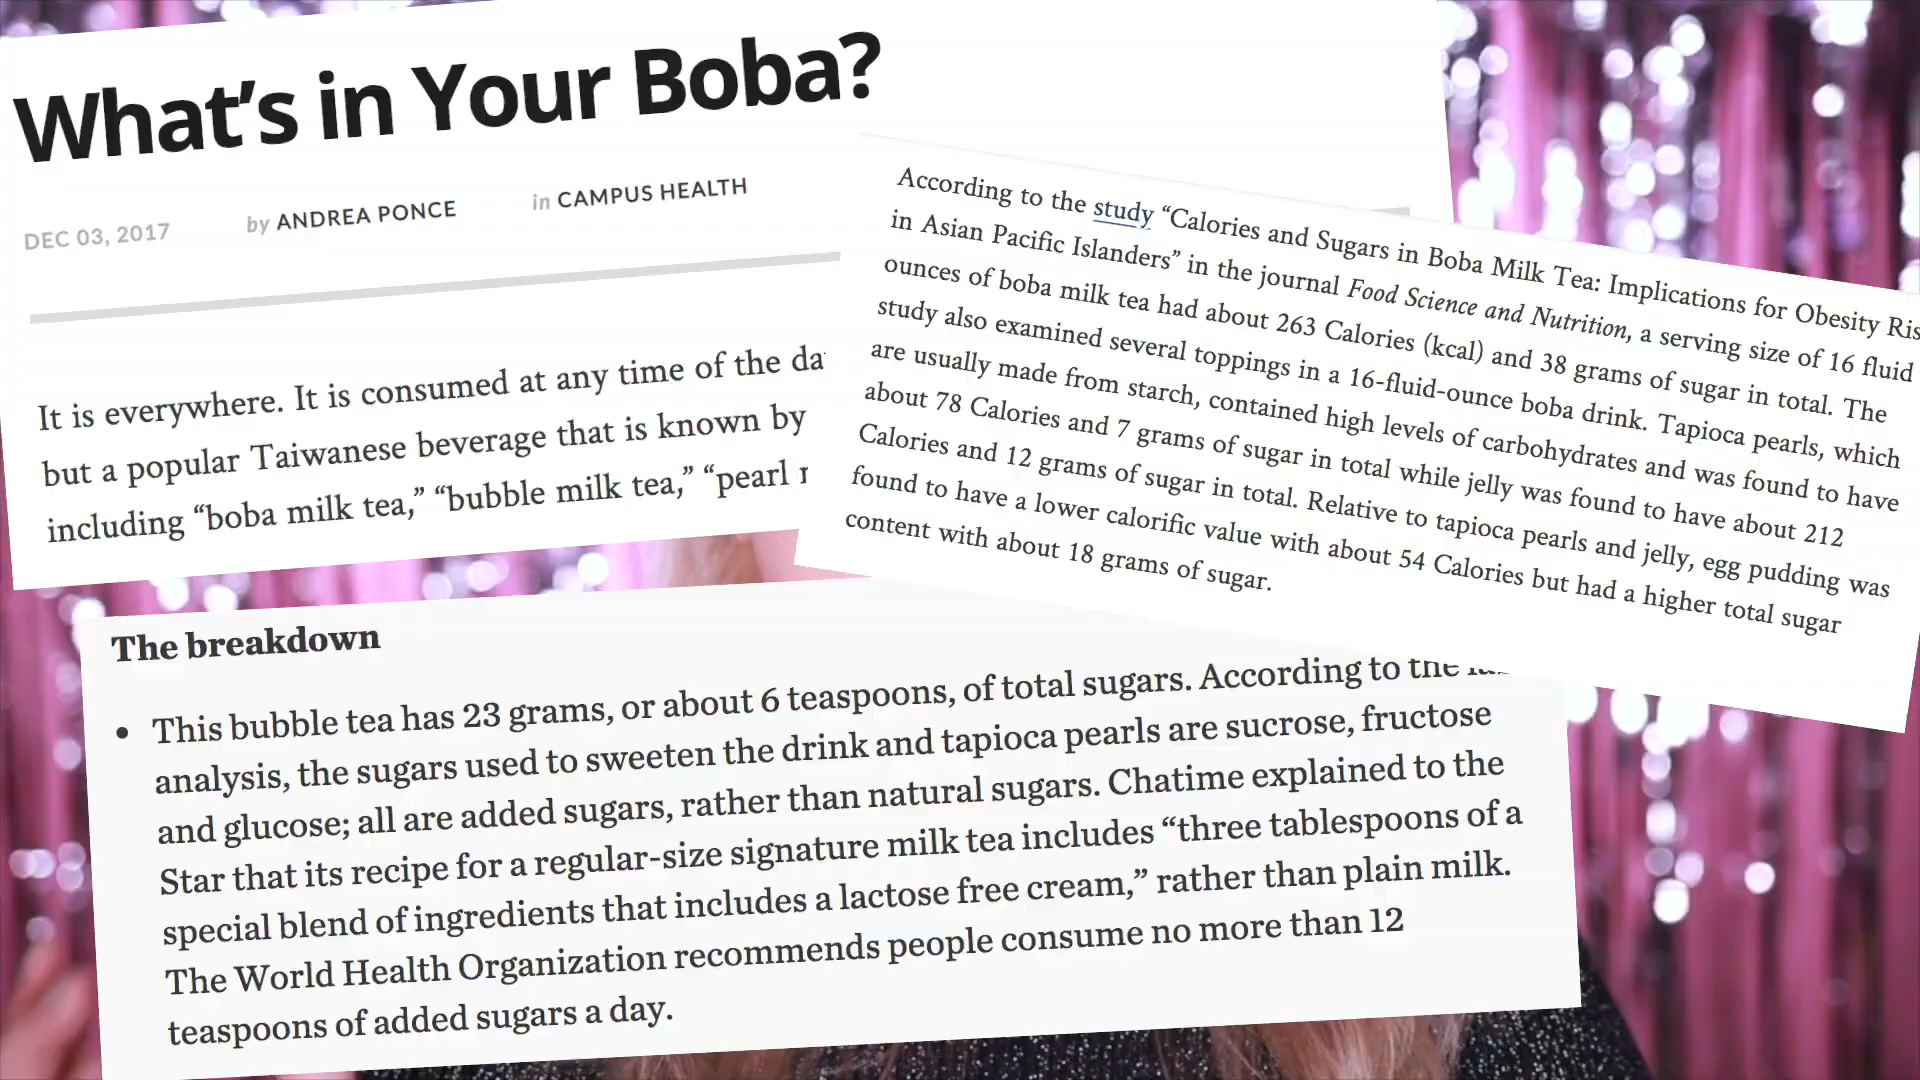 What's in Your Boba?
DEC 03, 2017 by ANDREA PONCE in CAMPUS HEALTH
It is everywhere. It is consumed at any time of the da
but a popular Taiwanese beverage that is known by
including “boba milk tea,” “bubble milk tea,” “pearl
According to the study “Calories and Sugars in Boba Milk Tea: Implications for Obesity Ris
in Asian Pacific Islanders” in the journal Food Science and Nutrition, a serving size of 16 fluid
ounces of boba milk tea had about 263 Calories (kcal) and 38 grams of sugar in total. The
study also examined several toppings in a 16-fluid-ounce boba drink. Tapioca pearls, which
are usually made from starch, contained high levels of carbohydrates and was found to have
about 78 Calories and 7 grams of sugar in total while jelly was found to have about 212
Calories and 12 grams of sugar in total. Relative to tapioca pearls and jelly, egg pudding was
found to have a lower calorific value with about 54 Calories but had a higher total sugar
content with about 18 grams of sugar.
The breakdown
• This bubble tea has 23 grams, or about 6 teaspoons, of total sugars. According to the
analysis, the sugars used to sweeten the drink and tapioca pearls are sucrose, fructose
and glucose; all are added sugars, rather than natural sugars. Chatime explained to the
Star that its recipe for a regular-size signature milk tea includes “three tablespoons of a
special blend of ingredients that includes a lactose free cream,” rather than plain milk.
The World Health Organization recommends people consume no more than 12
teaspoons of added sugars a day.